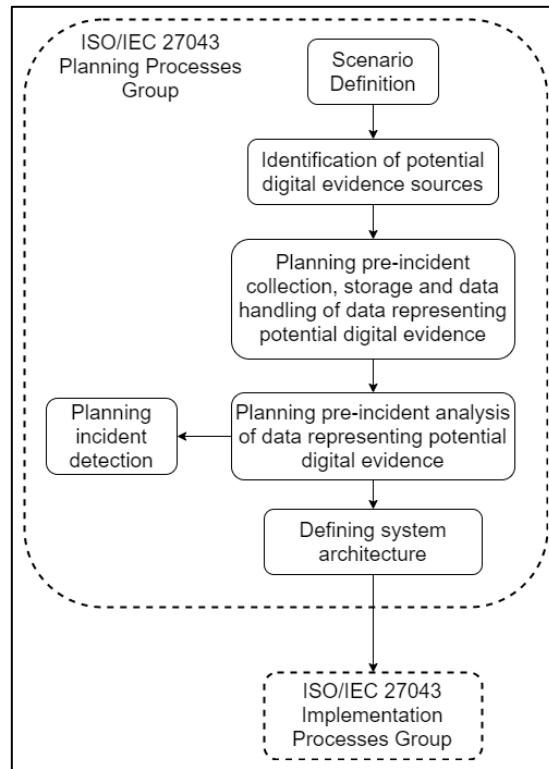 ISO/IEC 27043
Planning Processes
Group
Scenario
Definition
Identification of potential
digital evidence sources
Planning pre-incident
collection, storage and data
handling of data representing
potential digital evidence
Planning
incident
detection
Planning pre-incident analysis
of data representing potential
digital evidence
Defining system
architecture
ISO/IEC 27043
Implementation
Processes Group